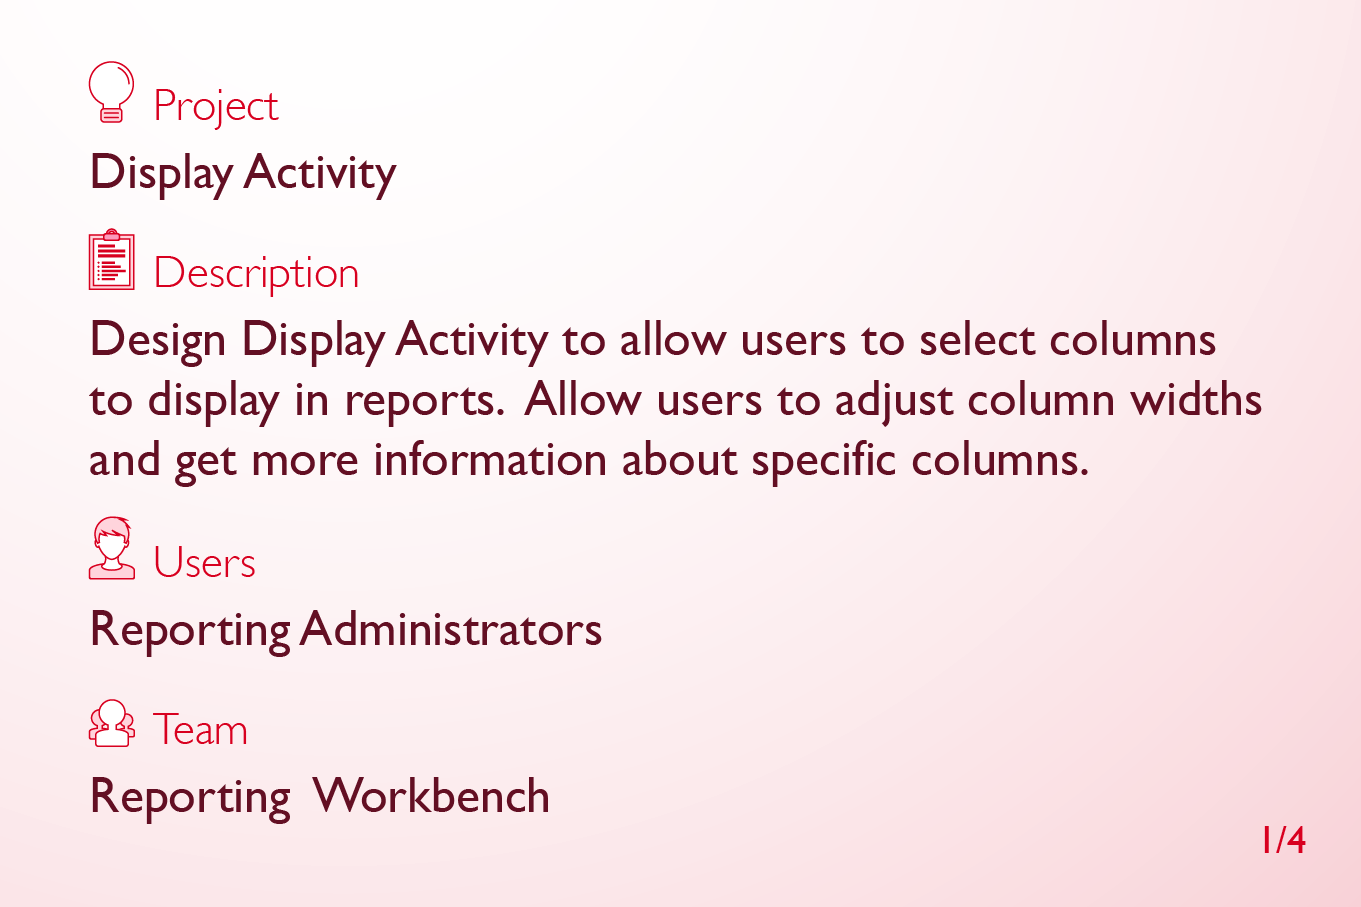 Project
Display Activity
Description
Design Display Activity to allow users to select columns
to display in reports. Allow users to adjust column widths
and get more information about specific columns.
Users
Reporting Administrators
Team
Reporting Workbench
1/4